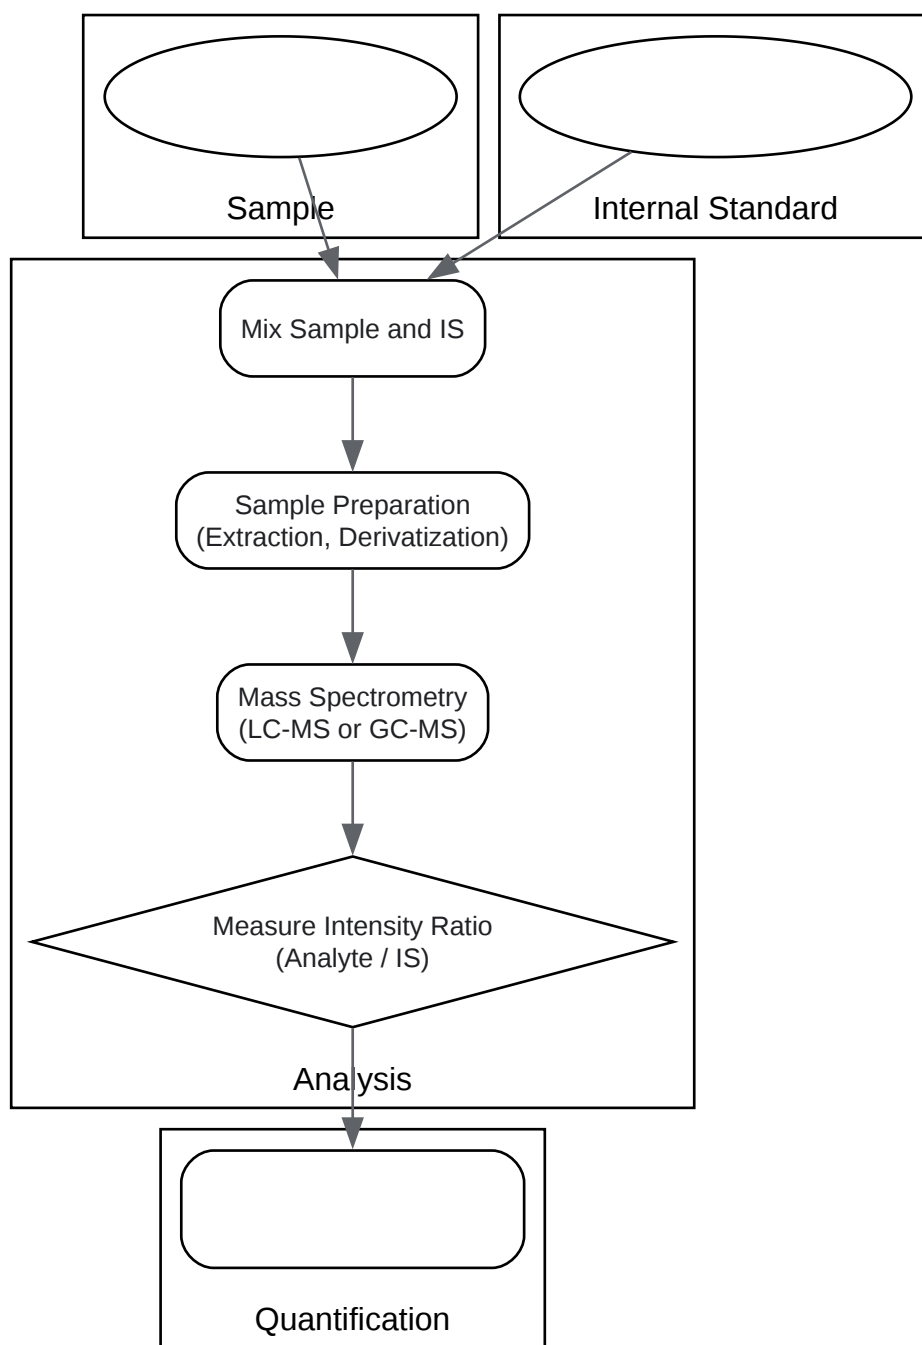 Sample
Internal Standard
Mix Sample and IS
Sample Preparation
(Extraction, Derivatization)
Mass Spectrometry
(LC-MS or GC-MS)
Measure Intensity Ratio
(Analyte / IS)
Analysis
Quantification